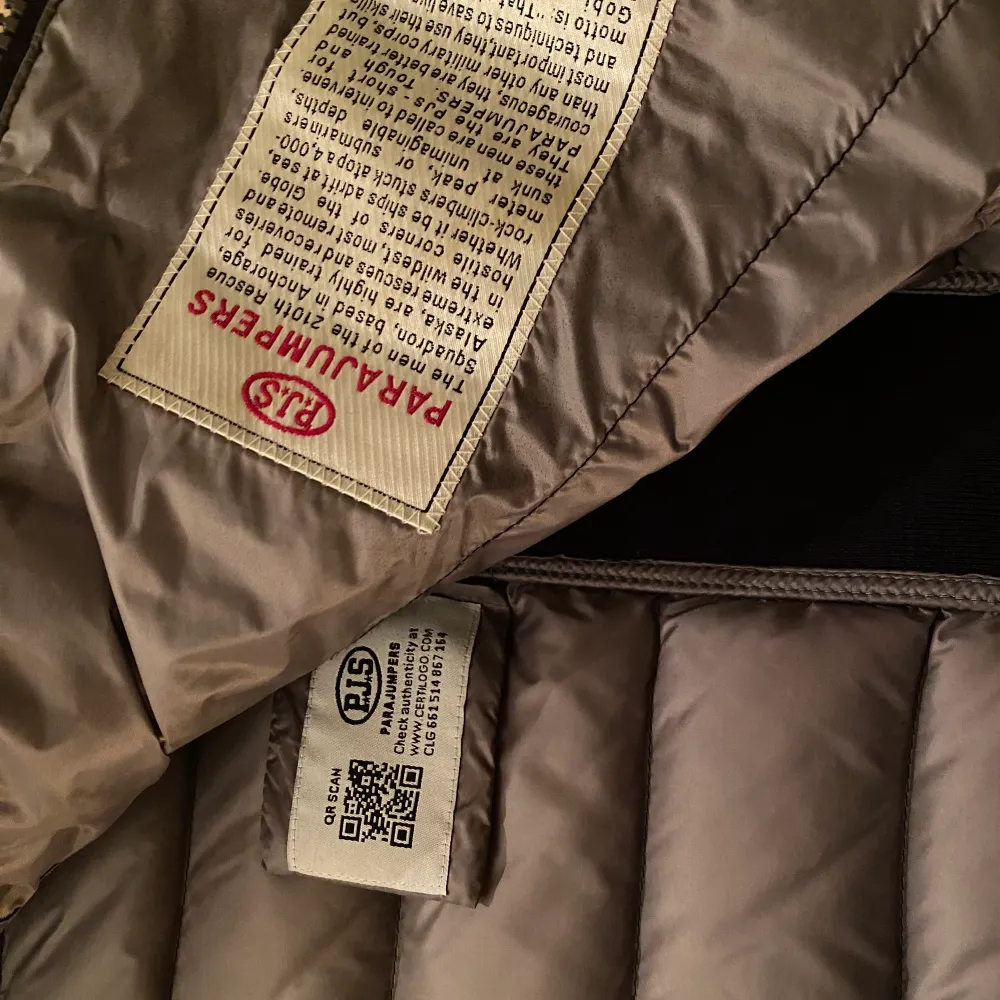 P.J.S
PARAJUMPERS
The men of the 210th Rescue
Squadron, based in Anchorage,
Alaska, are highly trained for
extreme rescues and recoveries
in the wildest, most remote and
hostile corners of the Globe.
Whether it be ships adrift at sea,
rock-climbers stuck atop a 4,000-
meter peak, or submariners
sunk at unimaginable depths,
these men are called to intervene.
They are the PJs - short for
PARAJUMPERS. Tough and
courageous, they are better trained
than any other military corps, but
most important, they use their skills
and techniques to save
motto is: "That
P.J.S
PARAJUMPERS
Check authenticity at
WWW.CERTILOGO.COM
CLG 661 514 867 164
QR SCAN